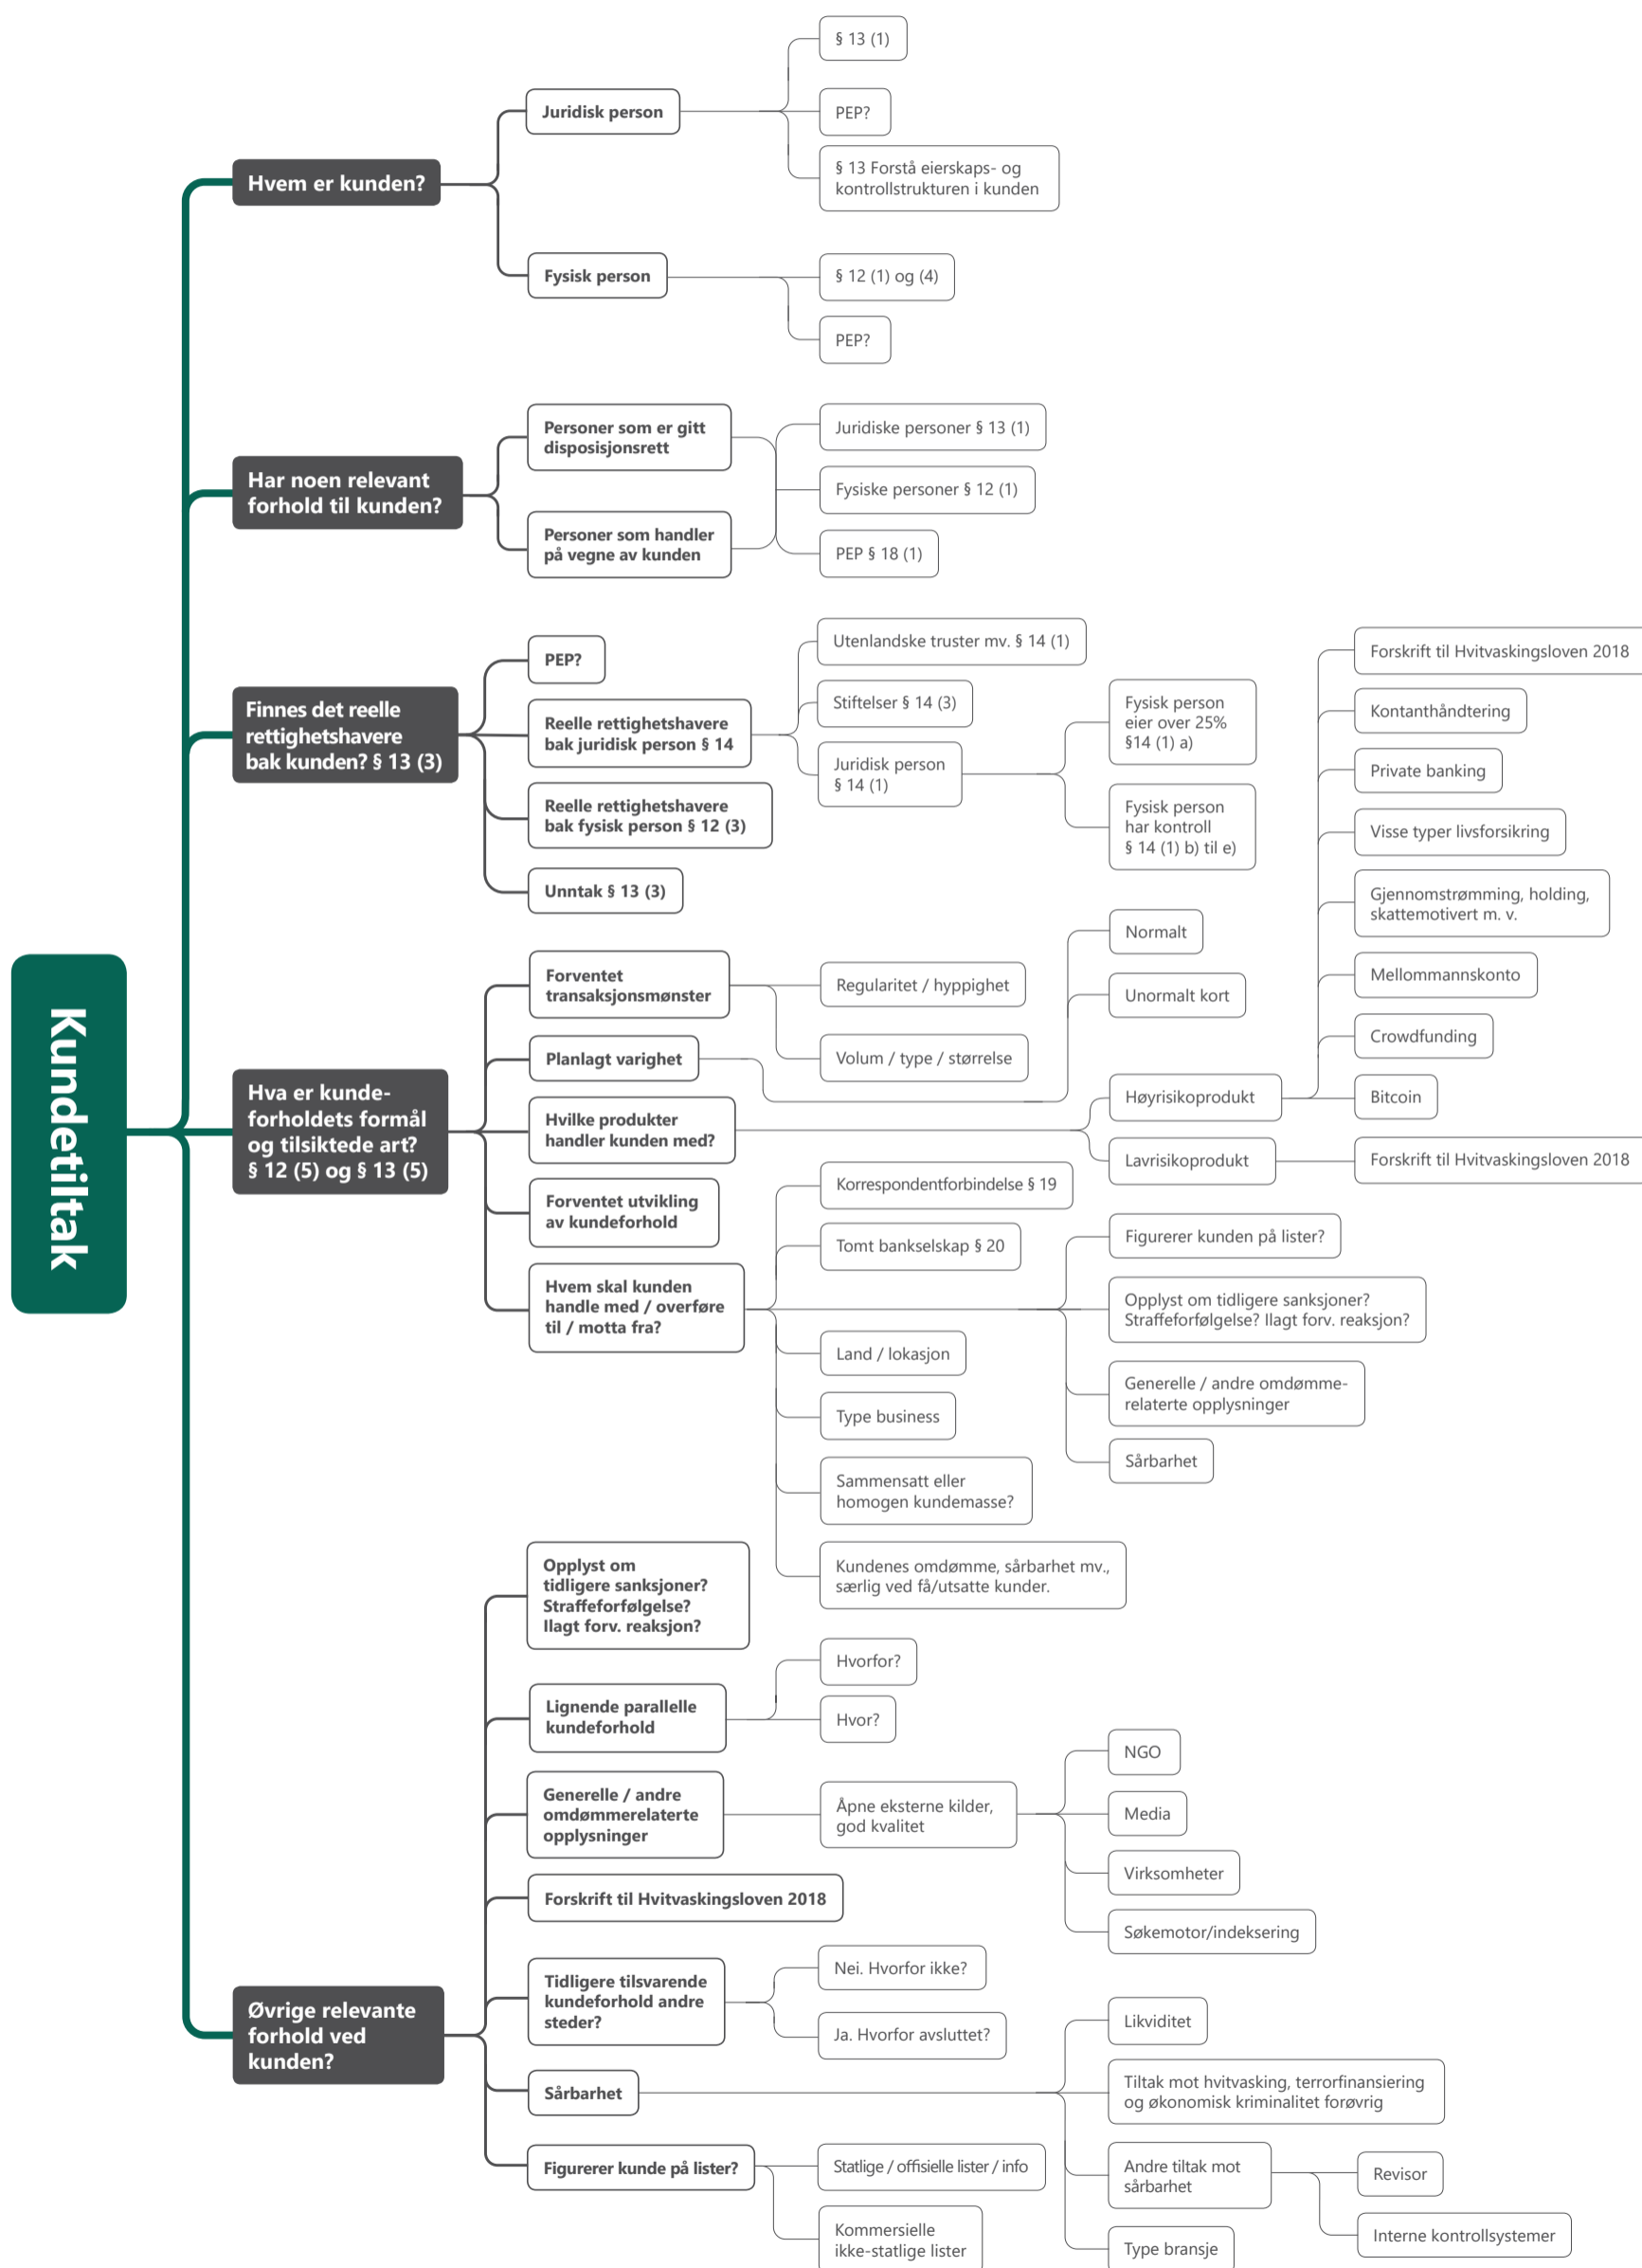 Kundetiltak
Hvem er kunden?
Juridisk person
§ 13 (1)
PEP?
§ 13 Forstå eierskaps- og
kontrollstrukturen i kunden
Fysisk person
§ 12 (1) og (4)
PEP?
Har noen relevant
forhold til kunden?
Personer som er gitt
disposisjonsrett
Personer som handler
på vegne av kunden
Juridiske personer § 13 (1)
Fysiske personer § 12 (1)
PEP § 18 (1)
Finnes det reelle
rettighetshavere
bak kunden? § 13 (3)
PEP?
Reelle rettighetshavere
bak juridisk person § 14
Utenlandske truster mv. § 14 (1)
Stiftelser § 14 (3)
Juridisk person
§ 14 (1)
Fysisk person
eier over 25%
§14 (1) a)
Fysisk person
har kontroll
§ 14 (1) b) til e)
Reelle rettighetshavere
bak fysisk person § 12 (3)
Unntak § 13 (3)
Hva er kunde-
forholdets formål
og tilsiktede art?
§ 12 (5) og § 13 (5)
Forventet
transaksjonsmønster
Regularitet / hyppighet
Volum / type / størrelse
Planlagt varighet
Normalt
Unormalt kort
Hvilke produkter
handler kunden med?
Høyrisikoprodukt
Forskrift til Hvitvaskingsloven 2018
Kontanthåndtering
Private banking
Visse typer livsforsikring
Gjennomstrømming, holding,
skattemotivert m. v.
Mellommannskonto
Crowdfunding
Bitcoin
Lavrisikoprodukt
Forskrift til Hvitvaskingsloven 2018
Forventet utvikling
av kundeforhold
Hvem skal kunden
handle med / overføre
til / motta fra?
Korrespondentforbindelse § 19
Tomt bankselskap § 20
Figurerer kunden på lister?
Opplyst om tidligere sanksjoner?
Straffeforfølgelse? Ilagt forv. reaksjon?
Generelle / andre omdømme-
relaterte opplysninger
Sårbarhet
Land / lokasjon
Type business
Sammensatt eller
homogen kundemasse?
Kundenes omdømme, sårbarhet mv.,
særlig ved få/utsatte kunder.
Øvrige relevante
forhold ved
kunden?
Opplyst om
tidligere sanksjoner?
Straffeforfølgelse?
Ilagt forv. reaksjon?
Lignende parallelle
kundeforhold
Hvorfor?
Hvor?
Generelle / andre
omdømmerelaterte
opplysninger
Åpne eksterne kilder,
god kvalitet
NGO
Media
Virksomheter
Søkemotor/indeksering
Forskrift til Hvitvaskingsloven 2018
Tidligere tilsvarende
kundeforhold andre
steder?
Nei. Hvorfor ikke?
Ja. Hvorfor avsluttet?
Sårbarhet
Likviditet
Tiltak mot hvitvasking, terrorfinansiering
og økonomisk kriminalitet forøvrig
Andre tiltak mot
sårbarhet
Revisor
Interne kontrollsystemer
Type bransje
Figurerer kunde på lister?
Statlige / offisielle lister / info
Kommersielle
ikke-statlige lister